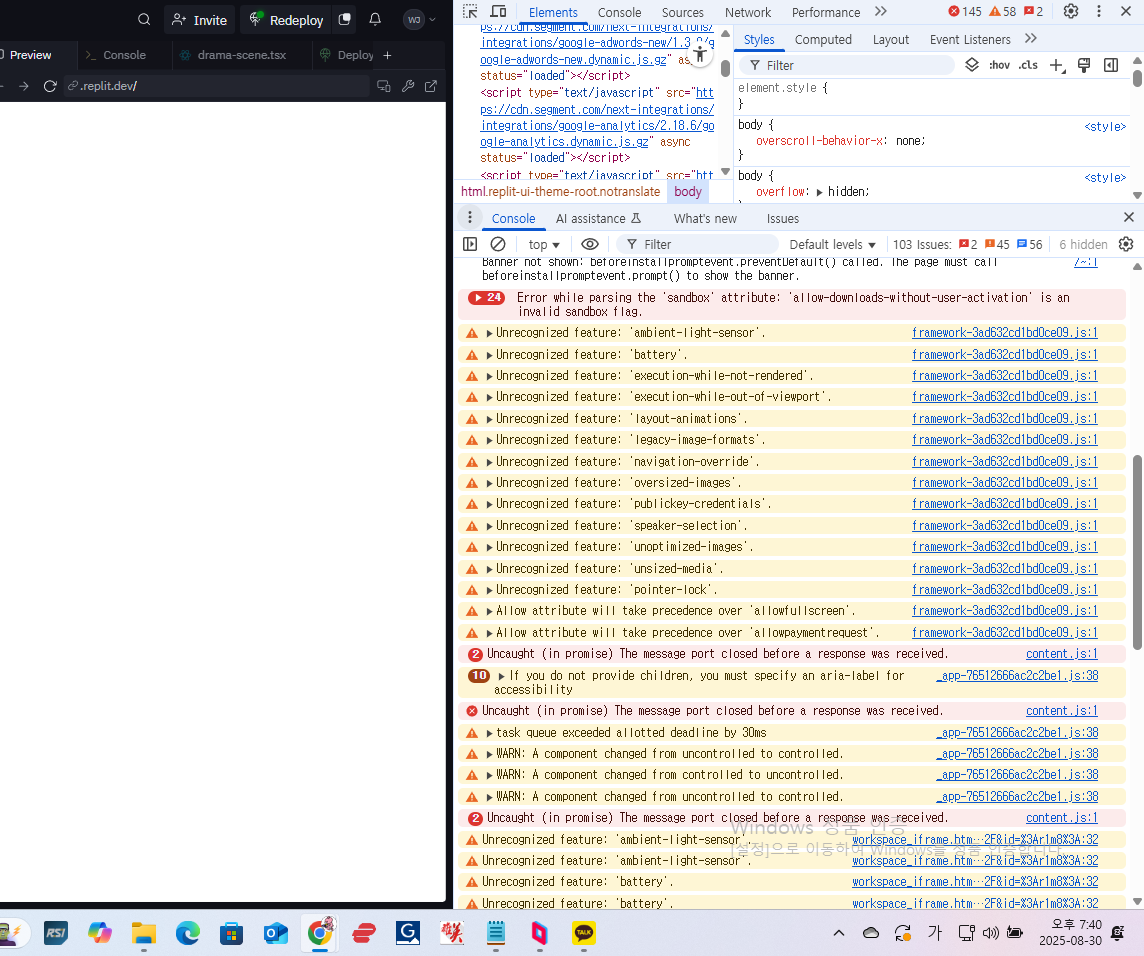 Invite
Redeploy
WJ
Preview
Console
drama-scene.tsx
Deploy
.replit.dev/
Elements
Console
Sources
Network
Performance
145
58
2
ps://cdn.segment.com/next-integrations/
integrations/google-adwords-new/1.3.0/g
oogle-adwords-new.dynamic.js.gz" async
status="loaded"></script>
<script type="text/javascript" src="htt
ps://cdn.segment.com/next-integrations/
integrations/google-analytics/2.18.6/go
ogle-analytics.dynamic.js.gz" async
status="loaded"></script>
<script type="text/javascript" src="htt
html.replit-ui-theme-root.notranslate
body
Styles
Computed
Layout
Event Listeners
Filter
:hov
.cls
element.style {
}
body {
<style>
overscroll-behavior-x: none;
}
body {
<style>
overflow: ▶ hidden;
Console
AI assistance
What's new
Issues
top ▼
Filter
Default levels ▼
103 Issues:
2
45
56
6 hidden
Banner not shown: beforeinstallpromptevent.preventDefault() called. The page must call
/~:1
beforeinstallpromptevent.prompt() to show the banner.
▶ 24 Error while parsing the 'sandbox' attribute: 'allow-downloads-without-user-activation' is an
invalid sandbox flag.
▶Unrecognized feature: 'ambient-light-sensor'. framework-3ad632cd1bd0ce09.js:1
▶Unrecognized feature: 'battery'. framework-3ad632cd1bd0ce09.js:1
▶Unrecognized feature: 'execution-while-not-rendered'. framework-3ad632cd1bd0ce09.js:1
▶Unrecognized feature: 'execution-while-out-of-viewport'. framework-3ad632cd1bd0ce09.js:1
▶Unrecognized feature: 'layout-animations'. framework-3ad632cd1bd0ce09.js:1
▶Unrecognized feature: 'legacy-image-formats'. framework-3ad632cd1bd0ce09.js:1
▶Unrecognized feature: 'navigation-override'. framework-3ad632cd1bd0ce09.js:1
▶Unrecognized feature: 'oversized-images'. framework-3ad632cd1bd0ce09.js:1
▶Unrecognized feature: 'publickey-credentials'. framework-3ad632cd1bd0ce09.js:1
▶Unrecognized feature: 'speaker-selection'. framework-3ad632cd1bd0ce09.js:1
▶Unrecognized feature: 'unoptimized-images'. framework-3ad632cd1bd0ce09.js:1
▶Unrecognized feature: 'unsized-media'. framework-3ad632cd1bd0ce09.js:1
▶Unrecognized feature: 'pointer-lock'. framework-3ad632cd1bd0ce09.js:1
▶Allow attribute will take precedence over 'allowfullscreen'. framework-3ad632cd1bd0ce09.js:1
▶Allow attribute will take precedence over 'allowpaymentrequest'. framework-3ad632cd1bd0ce09.js:1
2 Uncaught (in promise) The message port closed before a response was received. content.js:1
10 ▶If you do not provide children, you must specify an aria-label for _app-76512666ac2c2be1.js:38
accessibility
Uncaught (in promise) The message port closed before a response was received. content.js:1
▶task queue exceeded allotted deadline by 30ms _app-76512666ac2c2be1.js:38
▶WARN: A component changed from uncontrolled to controlled. _app-76512666ac2c2be1.js:38
▶WARN: A component changed from controlled to uncontrolled. _app-76512666ac2c2be1.js:38
▶WARN: A component changed from uncontrolled to controlled. _app-76512666ac2c2be1.js:38
2 Uncaught (in promise) The message port closed before a response was received. content.js:1
Windows 정품 인증
Unrecognized feature: 'ambient-light-sensor'. workspace_iframe.htm…2F&id=%3Ar1m8%3A:32
[설정]으로 이동하여 Windows를 정품 인증합니다.
Unrecognized feature: 'ambient-light-sensor'. workspace_iframe.htm…2F&id=%3Ar1m8%3A:32
Unrecognized feature: 'battery'. workspace_iframe.htm…2F&id=%3Ar1m8%3A:32
Unrecognized feature: 'battery'. workspace_iframe.htm…2F&id=%3Ar1m8%3A:32
RSI
TALK
가
오후 7:40
2025-08-30